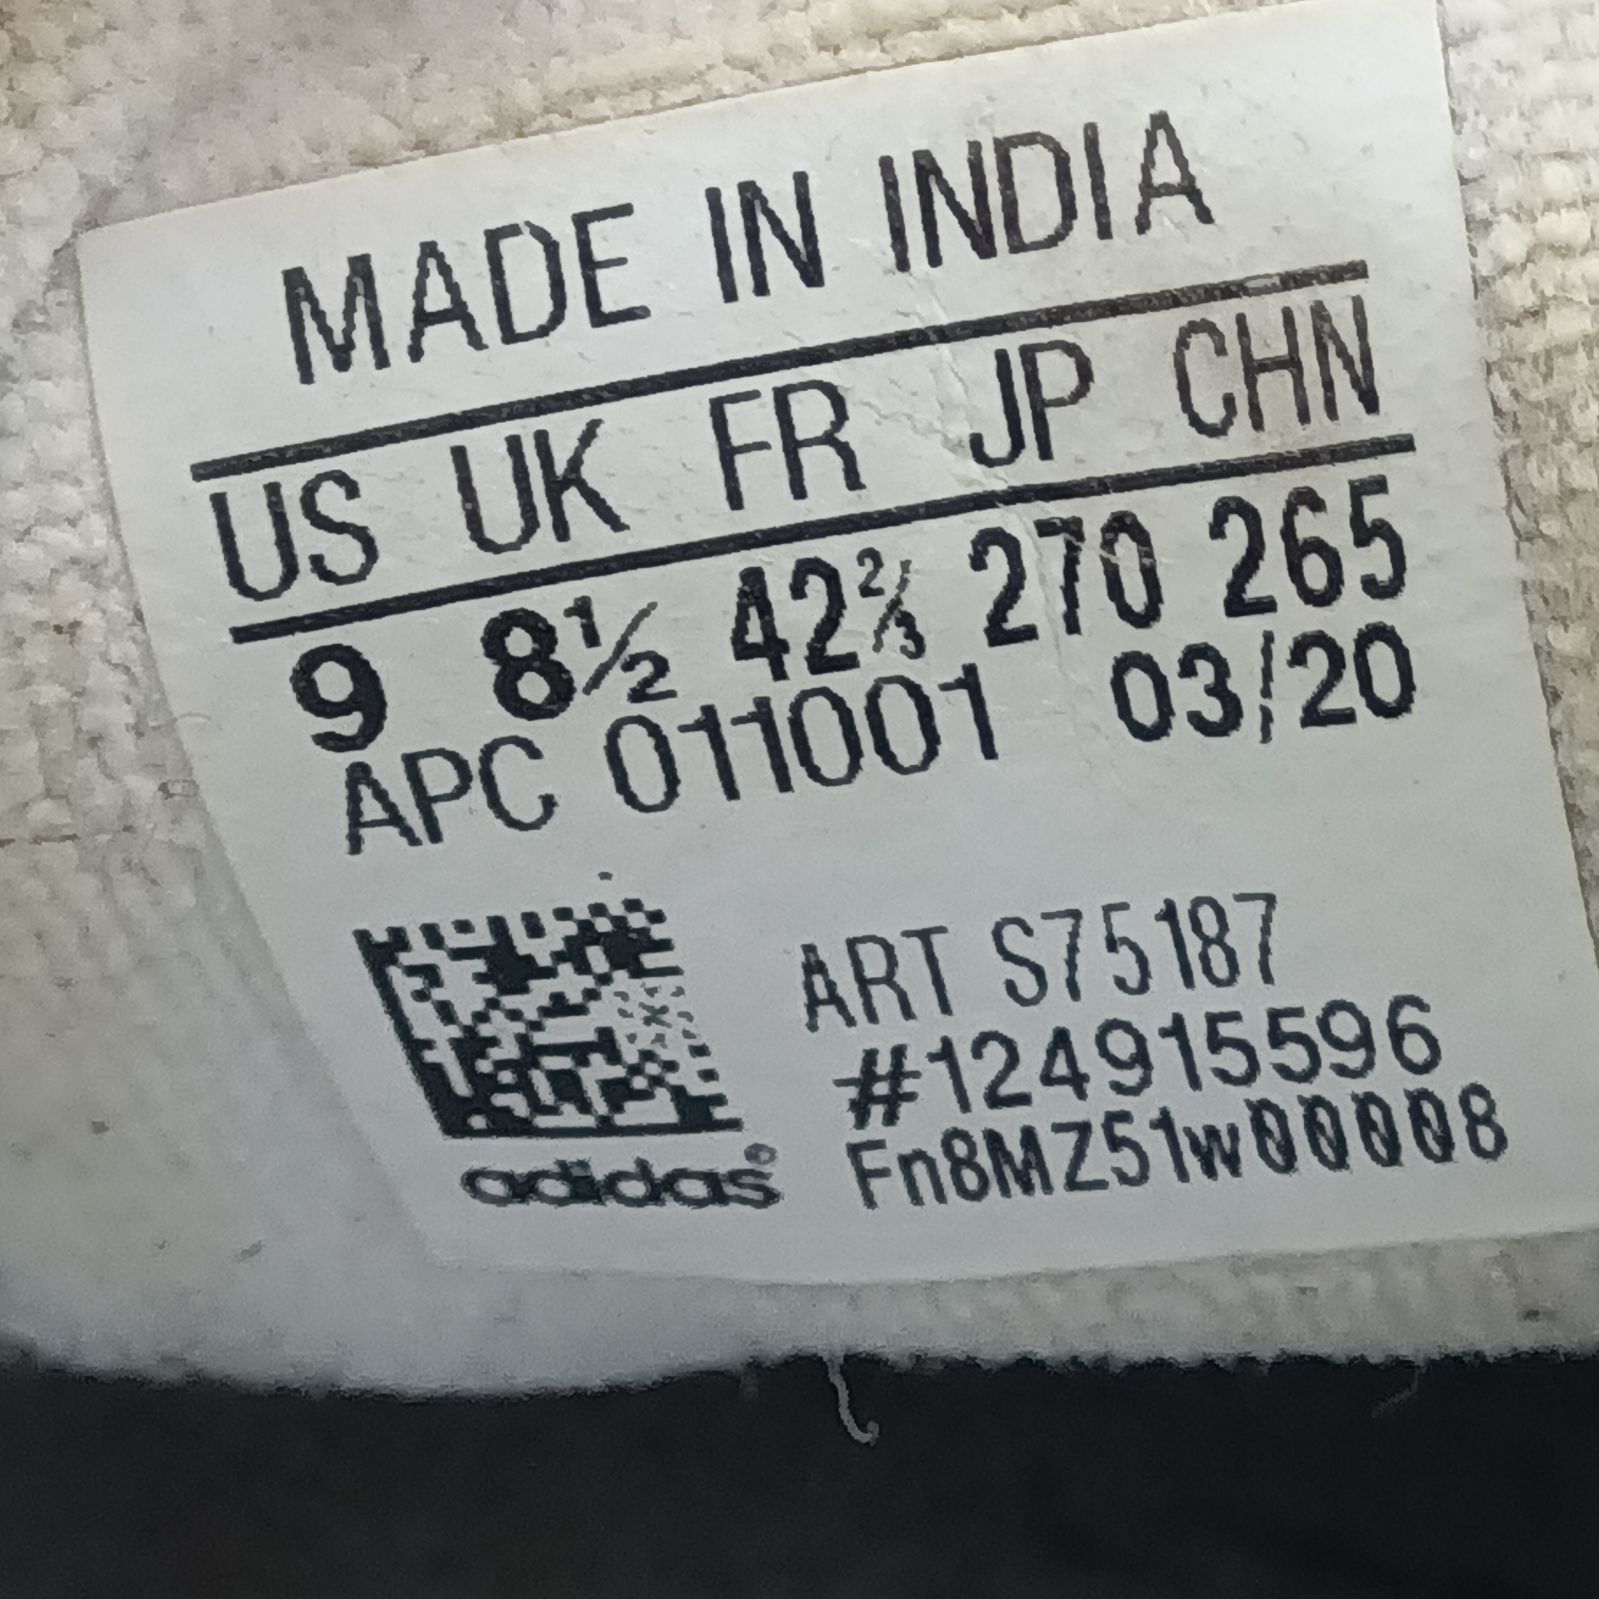 MADE IN INDIA
US UK FR JP CHN
9 8½ 42⅔ 270 265
APC 011001 03/20
ART S75187
#124915596
Fn8MZ51w00008
adidas®